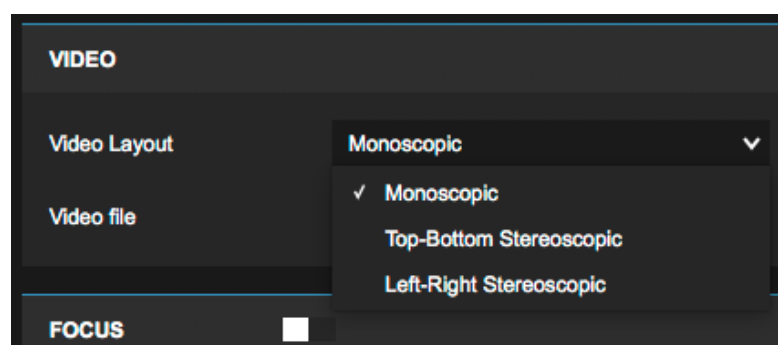 VIDEO
Video Layout
Monoscopic
✓ Monoscopic
Video file
Top-Bottom Stereoscopic
Left-Right Stereoscopic
FOCUS